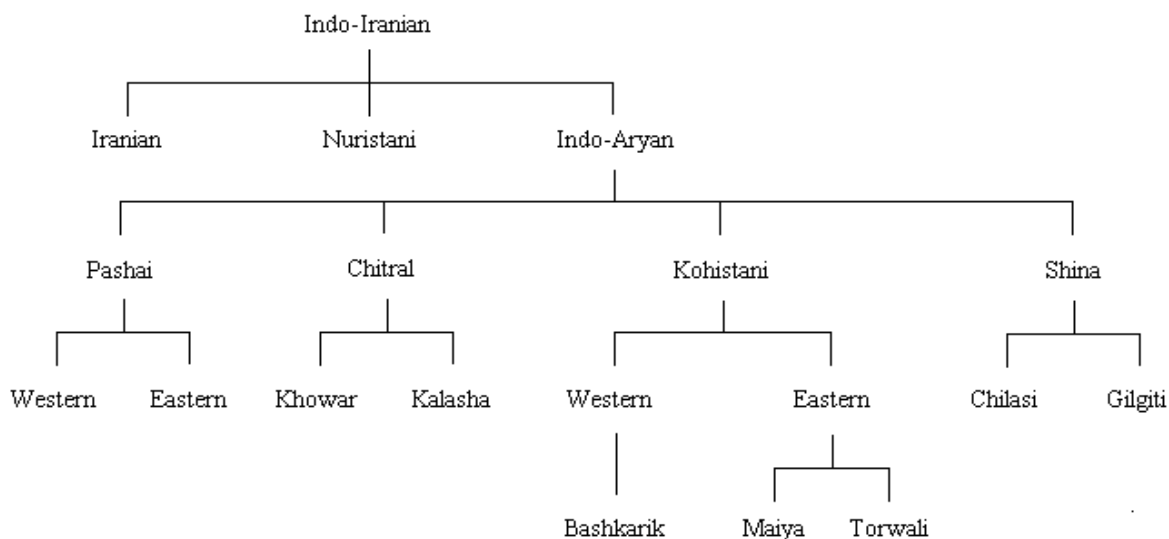 Indo-Iranian
Iranian Nuristani Indo-Aryan
Pashai Chitral Kohistani Shina
Western Eastern Khowar Kalasha Western Eastern Chilasi Gilgiti
Bashkarik Maiya Torwali